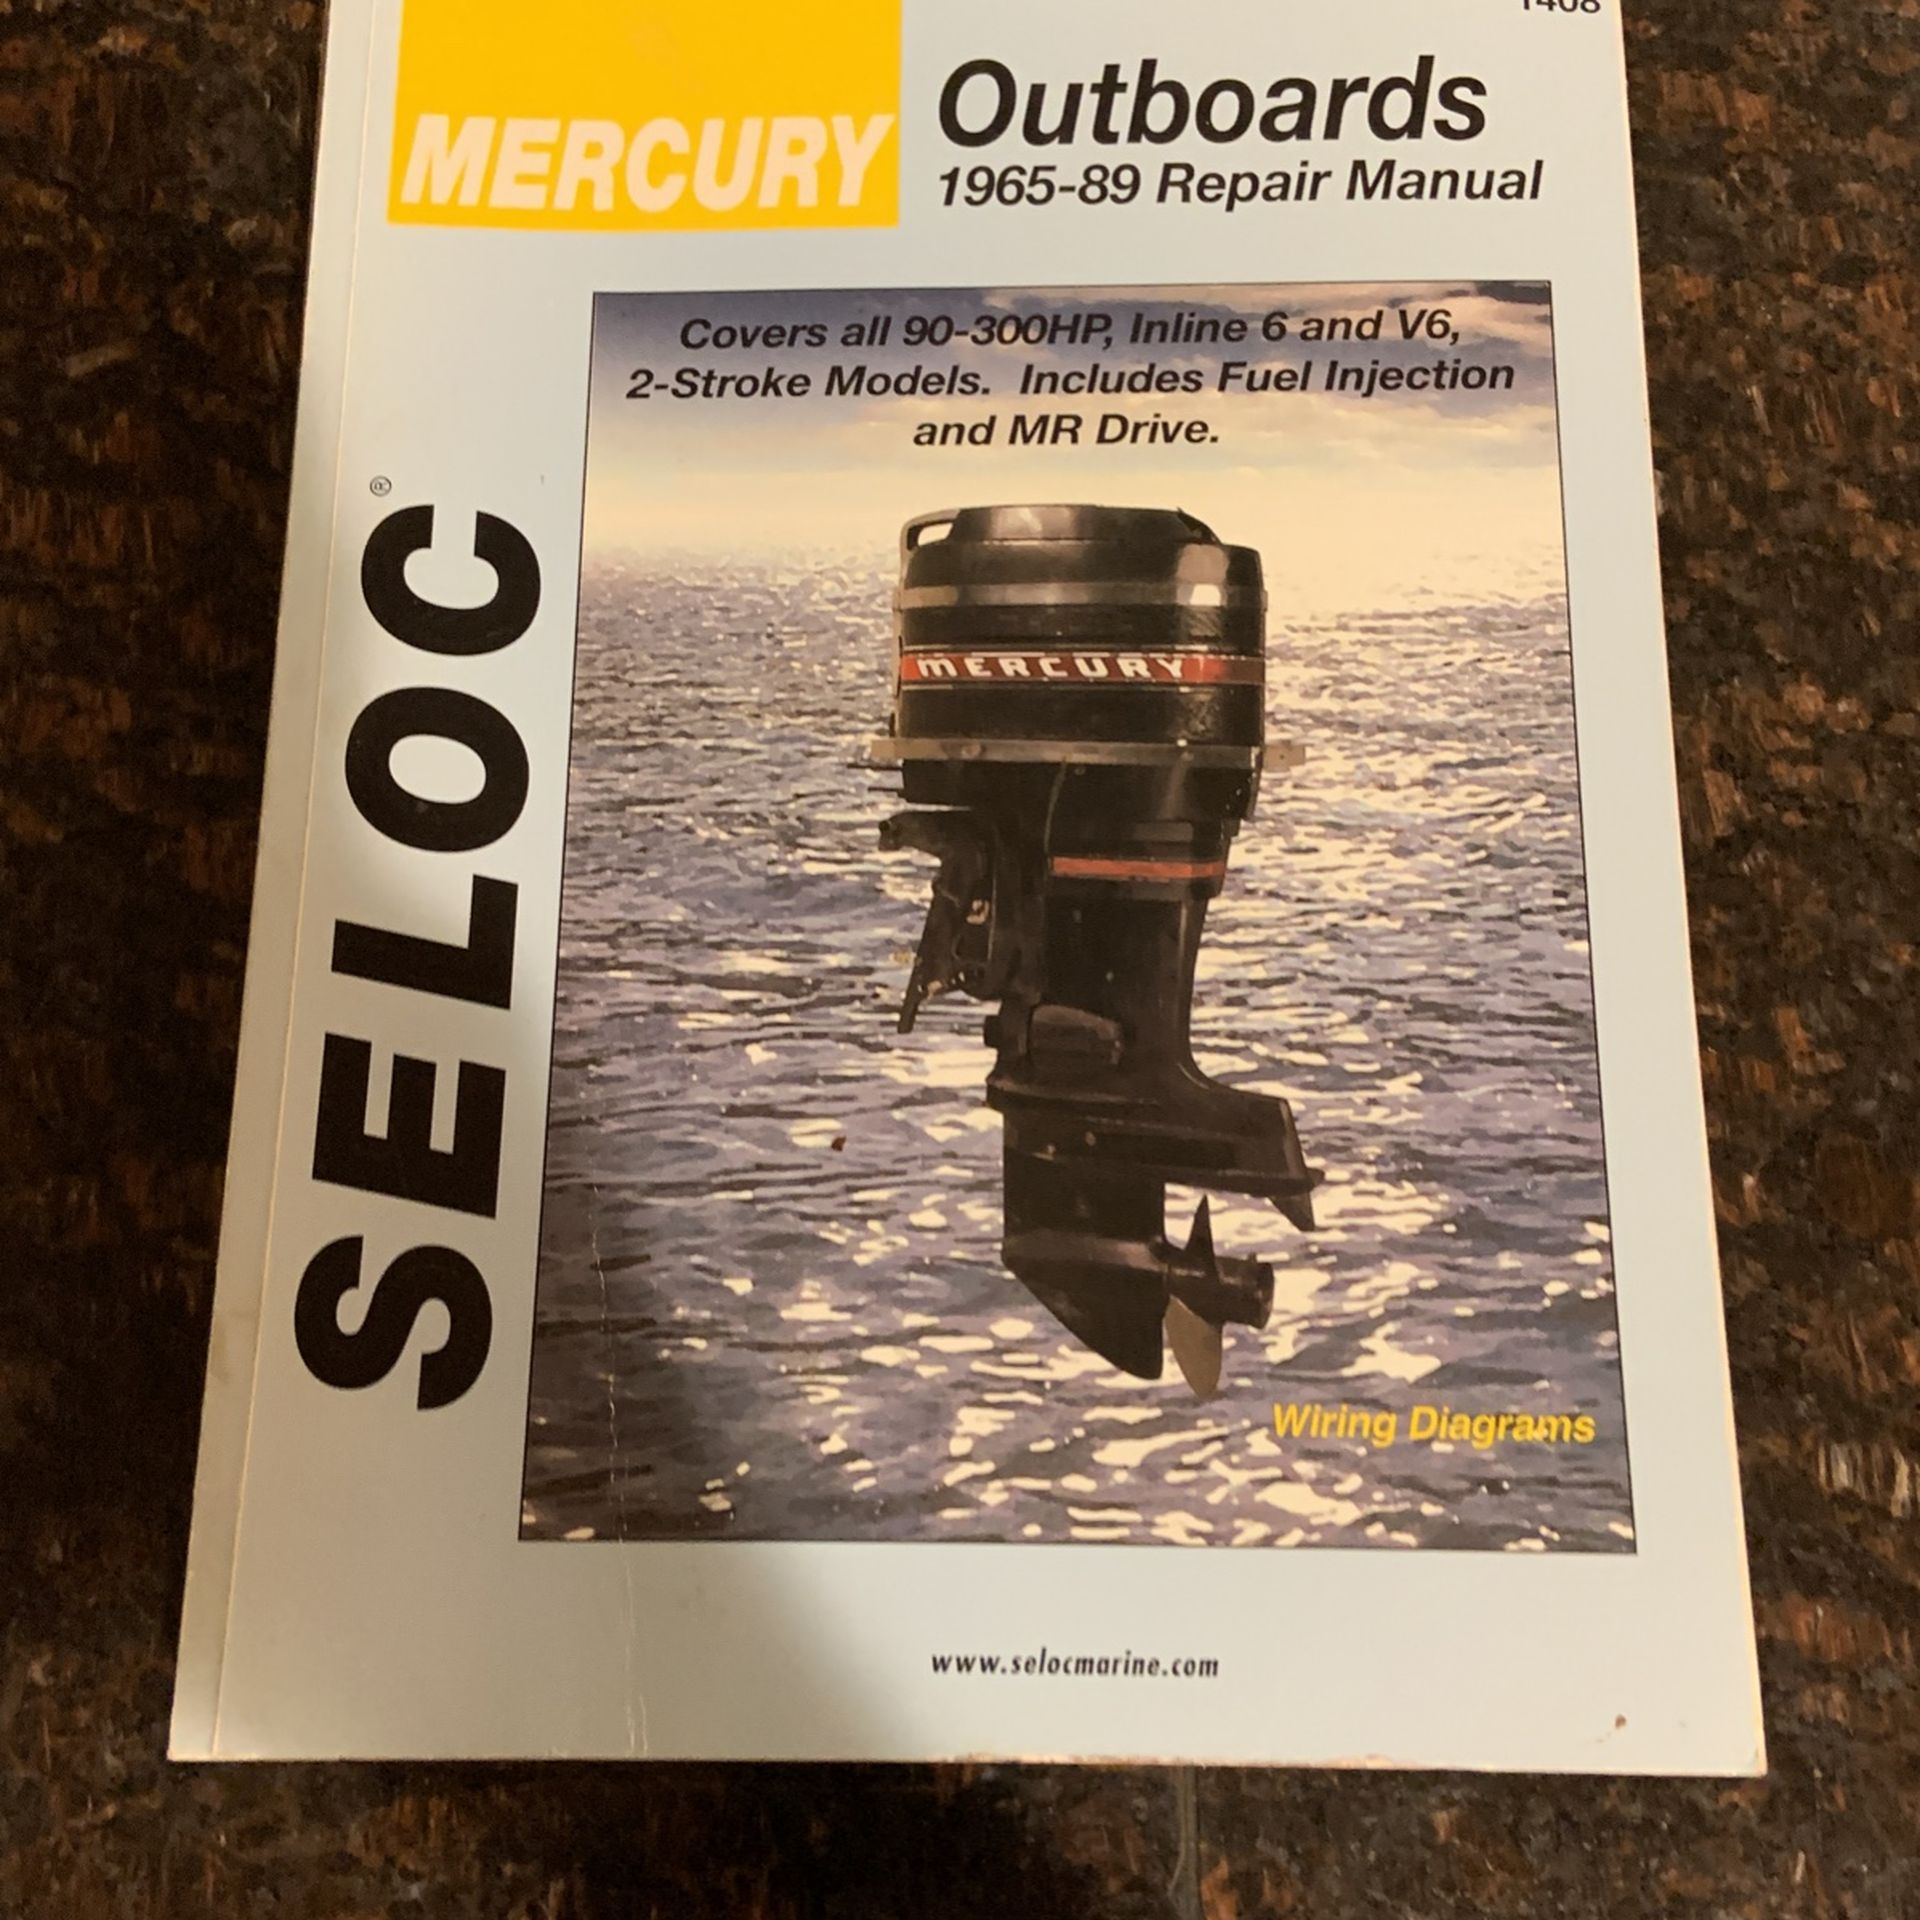 1408
MERCURY
Outboards
1965-89 Repair Manual
Covers all 90-300HP, Inline 6 and V6,
2-Stroke Models. Includes Fuel Injection
and MR Drive.
SELOC®
MERCURY
Wiring Diagrams
www.selocmarine.com